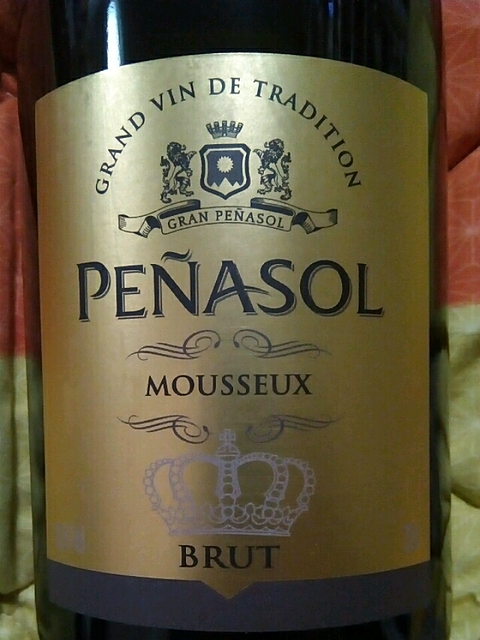 GRAND VIN DE TRADITION
GRAN PEÑASOL
PEÑASOL
MOUSSEUX
BRUT